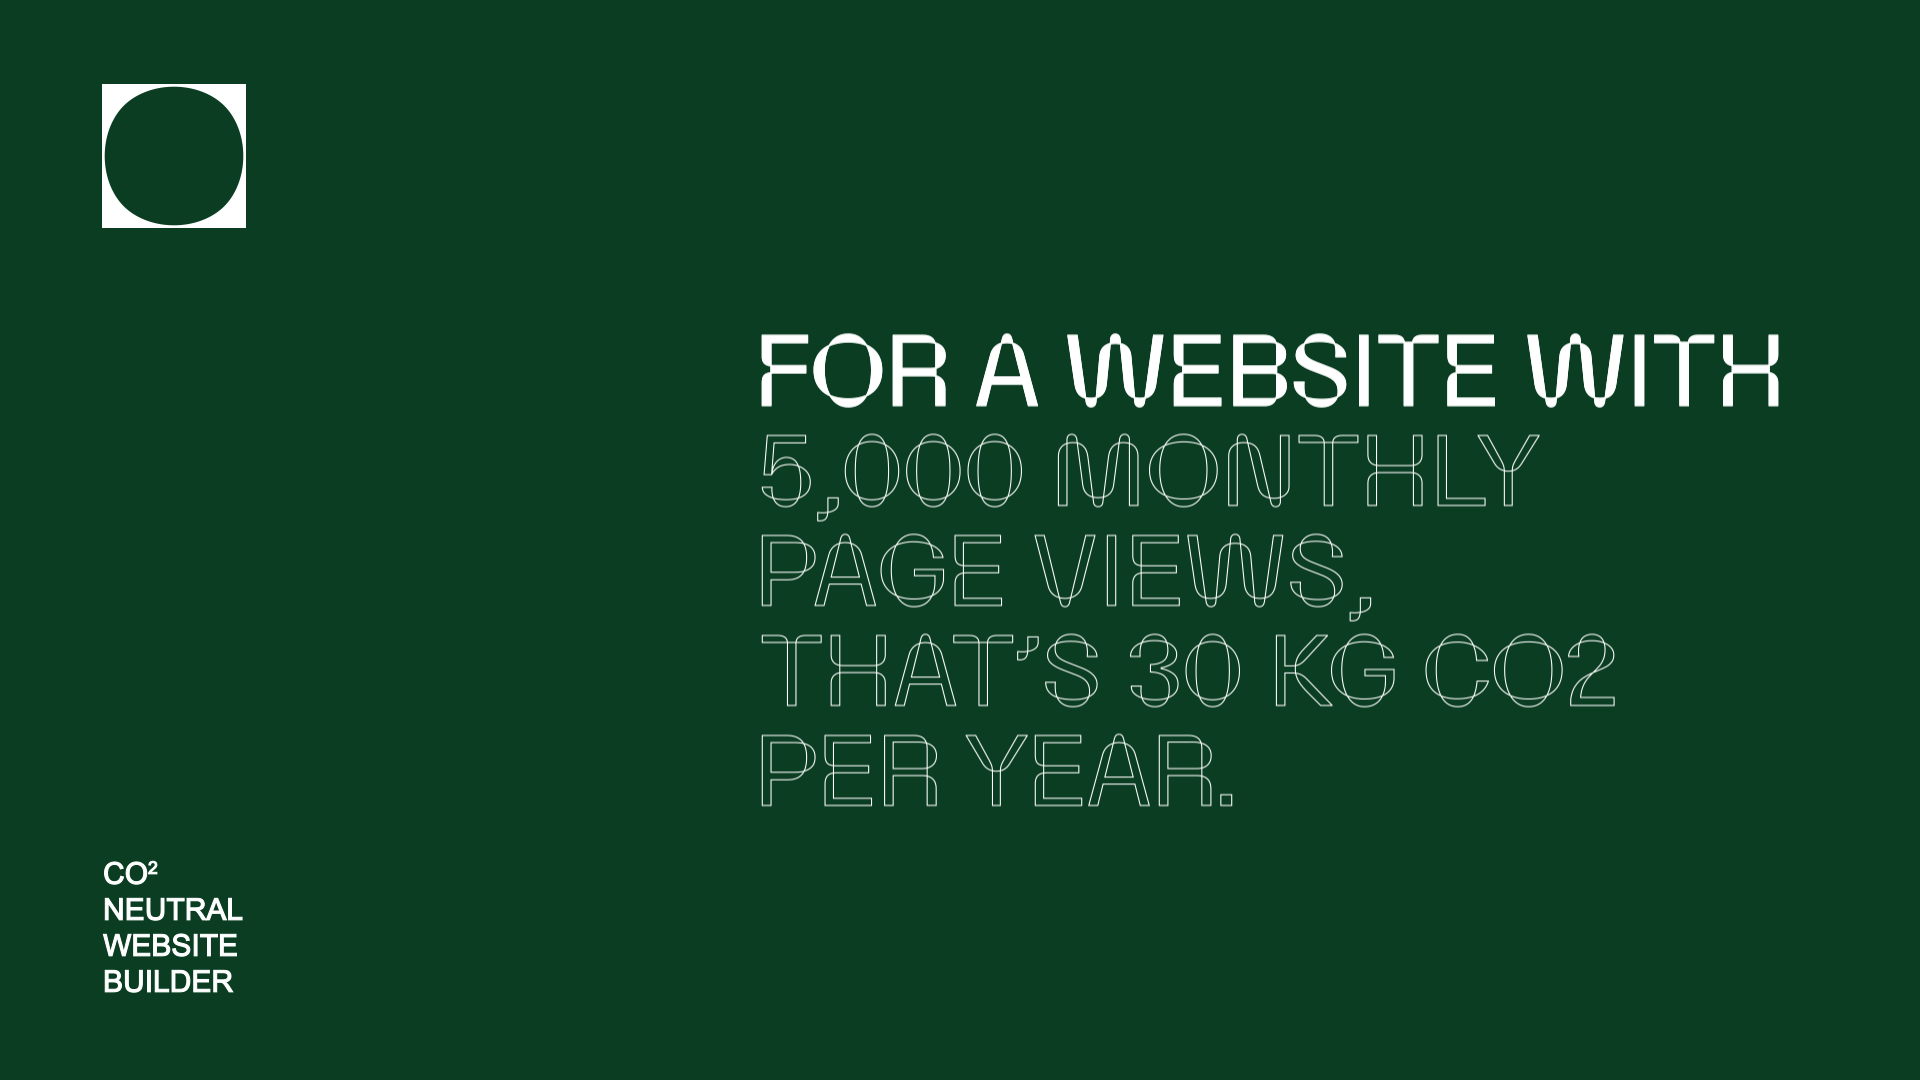 FOR A WEBSITE WITH
5,000 MONTHLY
PAGE VIEWS,
THAT’S 30 KG CO2
PER YEAR.
CO²
NEUTRAL
WEBSITE
BUILDER